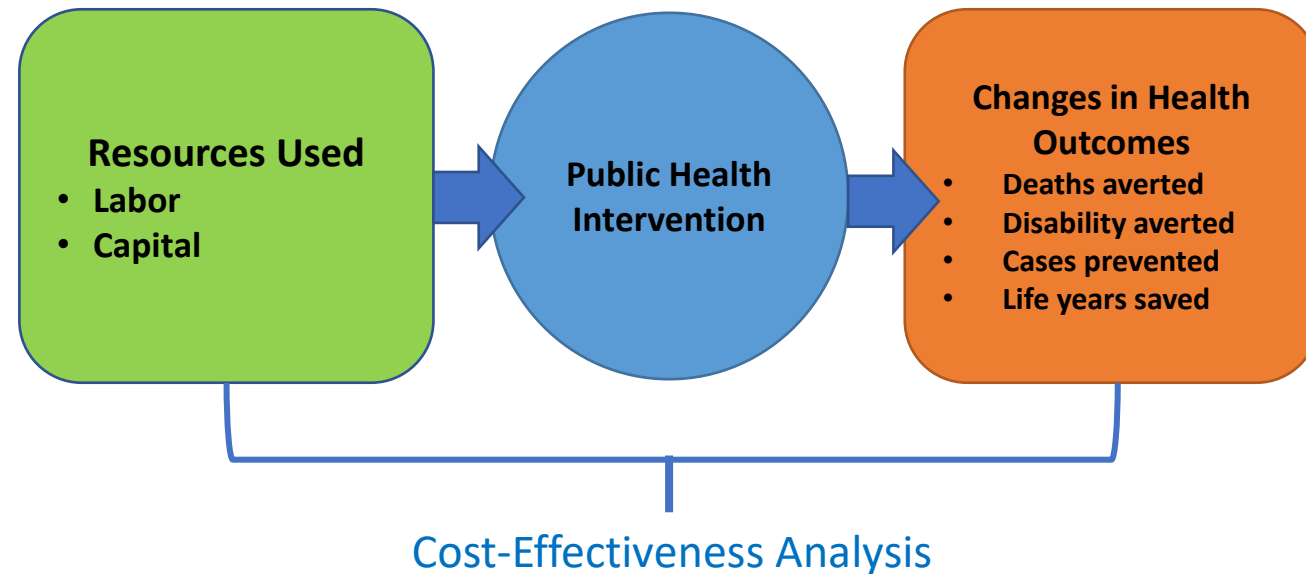 Resources Used
• Labor
• Capital
Public Health
Intervention
Changes in Health
Outcomes
• Deaths averted
• Disability averted
• Cases prevented
• Life years saved
Cost-Effectiveness Analysis